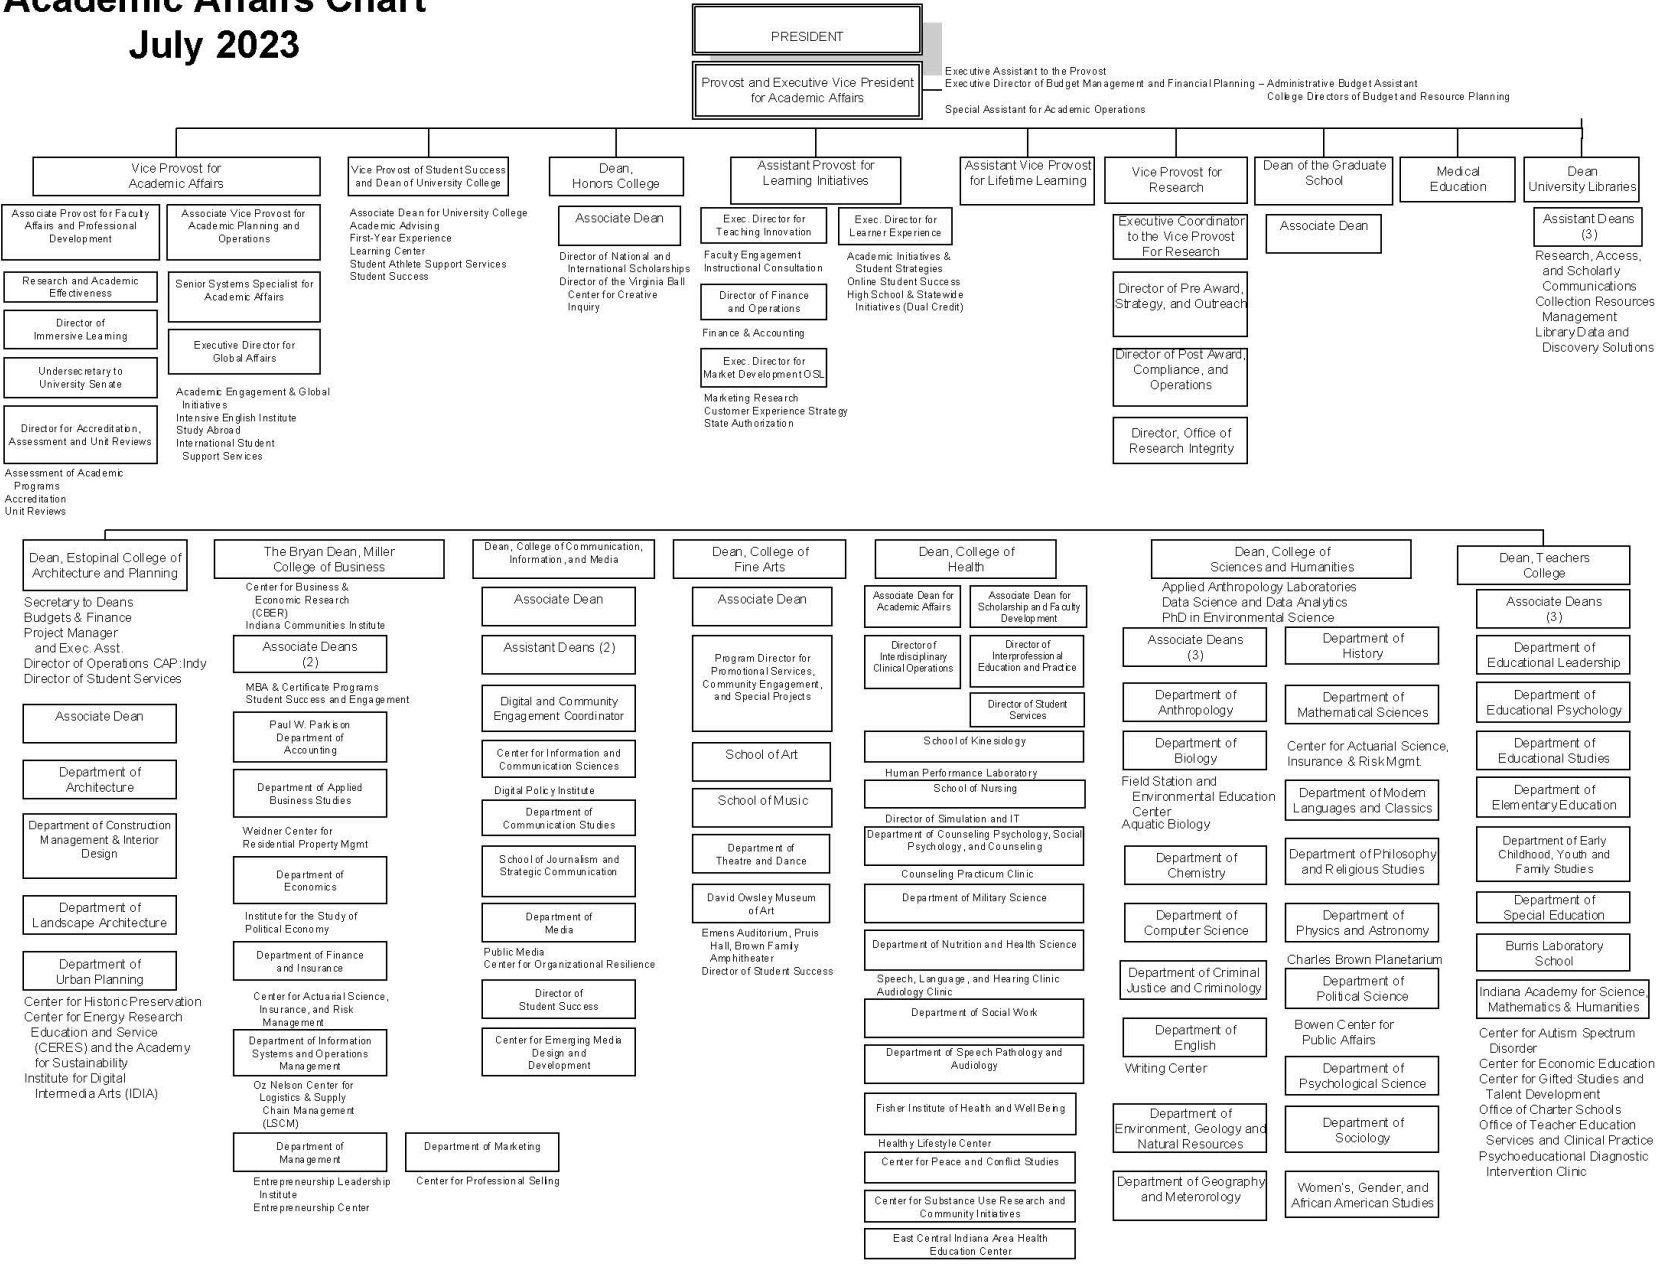 Academic Affairs Chart
July 2023
PRESIDENT
Provost and Executive Vice President
for Academic Affairs
Executive Assistant to the Provost
Executive Director of Budget Management and Financial Planning – Administrative Budget Assistant
College Directors of Budget and Resource Planning
Special Assistant for Academic Operations
Vice Provost for
Academic Affairs
Associate Provost for Faculty
Affairs and Professional
Development
Research and Academic
Effectiveness
Director of
Immersive Learning
Undersecretary to
University Senate
Director for Accreditation,
Assessment and Unit Reviews
Assessment of Academic
Programs
Accreditation
Unit Reviews
Associate Vice Provost for
Academic Planning and
Operations
Senior Systems Specialist for
Academic Affairs
Executive Director for
Global Affairs
Academic Engagement & Global
Initiatives
Intensive English Institute
Study Abroad
International Student
Support Services
Vice Provost of Student Success
and Dean of University College
Associate Dean for University College
Academic Advising
First-Year Experience
Learning Center
Student Athlete Support Services
Student Success
Dean,
Honors College
Associate Dean
Director of National and
International Scholarships
Director of the Virginia Ball
Center for Creative
Inquiry
Assistant Provost for
Learning Initiatives
Exec. Director for
Teaching Innovation
Faculty Engagement
Instructional Consultation
Director of Finance
and Operations
Finance & Accounting
Exec. Director for
Market Development OSL
Marketing Research
Customer Experience Strategy
State Authorization
Exec. Director for
Learner Experience
Academic Initiatives &
Student Strategies
Online Student Success
High School & Statewide
Initiatives (Dual Credit)
Assistant Vice Provost
for Lifetime Learning
Vice Provost for
Research
Executive Coordinator
to the Vice Provost
For Research
Director of Pre Award,
Strategy, and Outreach
Director of Post Award,
Compliance, and
Operations
Director, Office of
Research Integrity
Dean of the Graduate
School
Associate Dean
Medical
Education
Dean
University Libraries
Assistant Deans
(3)
Research, Access,
and Scholarly
Communications
Collection Resources
Management
Library Data and
Discovery Solutions
Dean, Estopinal College of
Architecture and Planning
Secretary to Deans
Budgets & Finance
Project Manager
and Exec. Asst.
Director of Operations CAP:Indy
Director of Student Services
Associate Dean
Department of
Architecture
Department of Construction
Management & Interior
Design
Department of
Landscape Architecture
Department of
Urban Planning
Center for Historic Preservation
Center for Energy Research
Education and Service
(CERES) and the Academy
for Sustainability
Institute for Digital
Intermedia Arts (IDIA)
The Bryan Dean, Miller
College of Business
Center for Business &
Economic Research
(CBER)
Indiana Communities Institute
Associate Deans
(2)
MBA & Certificate Programs
Student Success and Engagement
Paul W. Parkison
Department of
Accounting
Department of Applied
Business Studies
Weidner Center for
Residential Property Mgmt
Department of
Economics
Institute for the Study of
Political Economy
Department of Finance
and Insurance
Center for Actuarial Science,
Insurance, and Risk
Management
Department of Information
Systems and Operations
Management
Oz Nelson Center for
Logistics & Supply
Chain Management
(LSCM)
Department of
Management
Entrepreneurship Leadership
Institute
Entrepreneurship Center
Department of Marketing
Center for Professional Selling
Dean, College of Communication,
Information, and Media
Associate Dean
Assistant Deans (2)
Digital and Community
Engagement Coordinator
Center for Information and
Communication Sciences
Digital Policy Institute
Department of
Communication Studies
School of Journalism and
Strategic Communication
Department of
Media
Public Media
Center for Organizational Resilience
Director of
Student Success
Center for Emerging Media
Design and
Development
Dean, College of
Fine Arts
Associate Dean
Program Director for
Promotional Services,
Community Engagement,
and Special Projects
School of Art
School of Music
Department of
Theatre and Dance
David Owsley Museum
of Art
Emens Auditorium, Pruis
Hall, Brown Family
Amphitheater
Director of Student Success
Dean, College of
Health
Associate Dean for
Academic Affairs
Associate Dean for
Scholarship and Faculty
Development
Director of
Interdisciplinary
Clinical Operations
Director of
Interprofessional
Education and Practice
Director of Student
Services
School of Kinesiology
Human Performance Laboratory
School of Nursing
Director of Simulation and IT
Department of Counseling Psychology, Social
Psychology, and Counseling
Counseling Practicum Clinic
Department of Military Science
Department of Nutrition and Health Science
Speech, Language, and Hearing Clinic
Audiology Clinic
Department of Social Work
Department of Speech Pathology and
Audiology
Fisher Institute of Health and Well Being
Healthy Lifestyle Center
Center for Peace and Conflict Studies
Center for Substance Use Research and
Community Initiatives
East Central Indiana Area Health
Education Center
Dean, College of
Sciences and Humanities
Applied Anthropology Laboratories
Data Science and Data Analytics
PhD in Environmental Science
Associate Deans
(3)
Department of
Anthropology
Department of
Biology
Field Station and
Environmental Education
Center
Aquatic Biology
Department of
Chemistry
Department of
Computer Science
Department of Criminal
Justice and Criminology
Department of
English
Writing Center
Department of
Environment, Geology and
Natural Resources
Department of Geography
and Meterorology
Department of
History
Department of
Mathematical Sciences
Center for Actuarial Science,
Insurance & Risk Mgmt.
Department of Modern
Languages and Classics
Department of Philosophy
and Religious Studies
Department of
Physics and Astronomy
Charles Brown Planetarium
Department of
Political Science
Bowen Center for
Public Affairs
Department of
Psychological Science
Department of
Sociology
Women's, Gender, and
African American Studies
Dean, Teachers
College
Associate Deans
(3)
Department of
Educational Leadership
Department of
Educational Psychology
Department of
Educational Studies
Department of
Elementary Education
Department of Early
Childhood, Youth and
Family Studies
Department of
Special Education
Burris Laboratory
School
Indiana Academy for Science,
Mathematics & Humanities
Center for Autism Spectrum
Disorder
Center for Economic Education
Center for Gifted Studies and
Talent Development
Office of Charter Schools
Office of Teacher Education
Services and Clinical Practice
Psychoeducational Diagnostic
Intervention Clinic